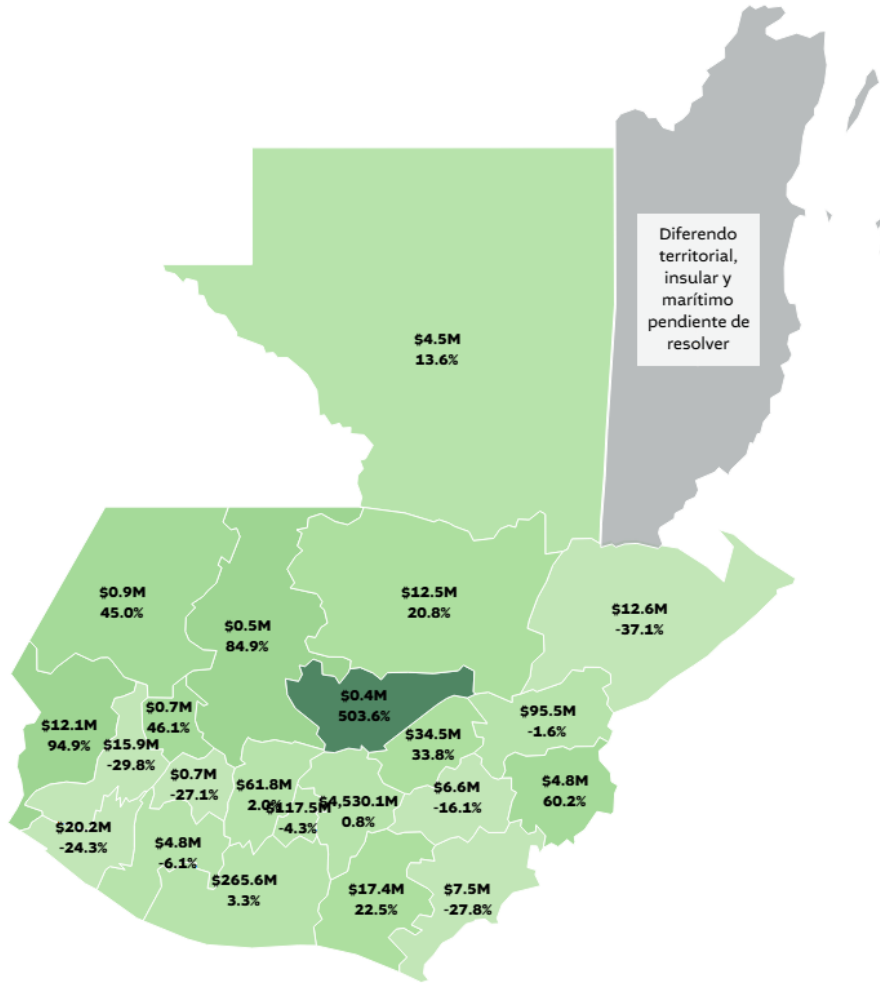 Diferendo
territorial,
insular y
marítimo
pendiente de
resolver
$4.5M
13.6%
$0.9M
45.0%
$12.5M
20.8%
$12.6M
-37.1%
$0.5M
84.9%
$0.4M
503.6%
$12.1M
94.9%
$15.9M
-29.8%
$0.7M
46.1%
$34.5M
33.8%
$95.5M
-1.6%
$0.7M
-27.1%
$61.8M
2.0%
$117.5M
-4.3%
$4,530.1M
0.8%
$6.6M
-16.1%
$4.8M
60.2%
$20.2M
-24.3%
$4.8M
-6.1%
$265.6M
3.3%
$17.4M
22.5%
$7.5M
-27.8%